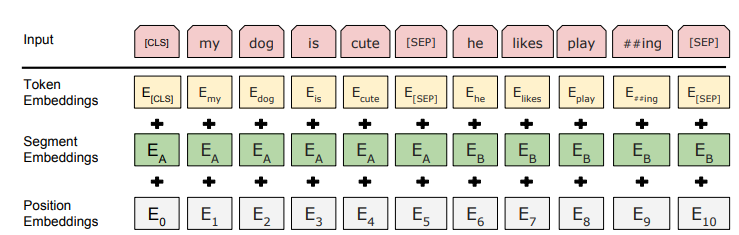 Input [CLS] my dog is cute [SEP] he likes play ##ing [SEP]
Token Embeddings E[CLS] Emy Edog Eis Ecute E[SEP] Ehe Elikes Eplay E##ing E[SEP]
+ + + + + + + + + + +
Segment Embeddings EA EA EA EA EA EA EB EB EB EB EB
+ + + + + + + + + + +
Position Embeddings E0 E1 E2 E3 E4 E5 E6 E7 E8 E9 E10